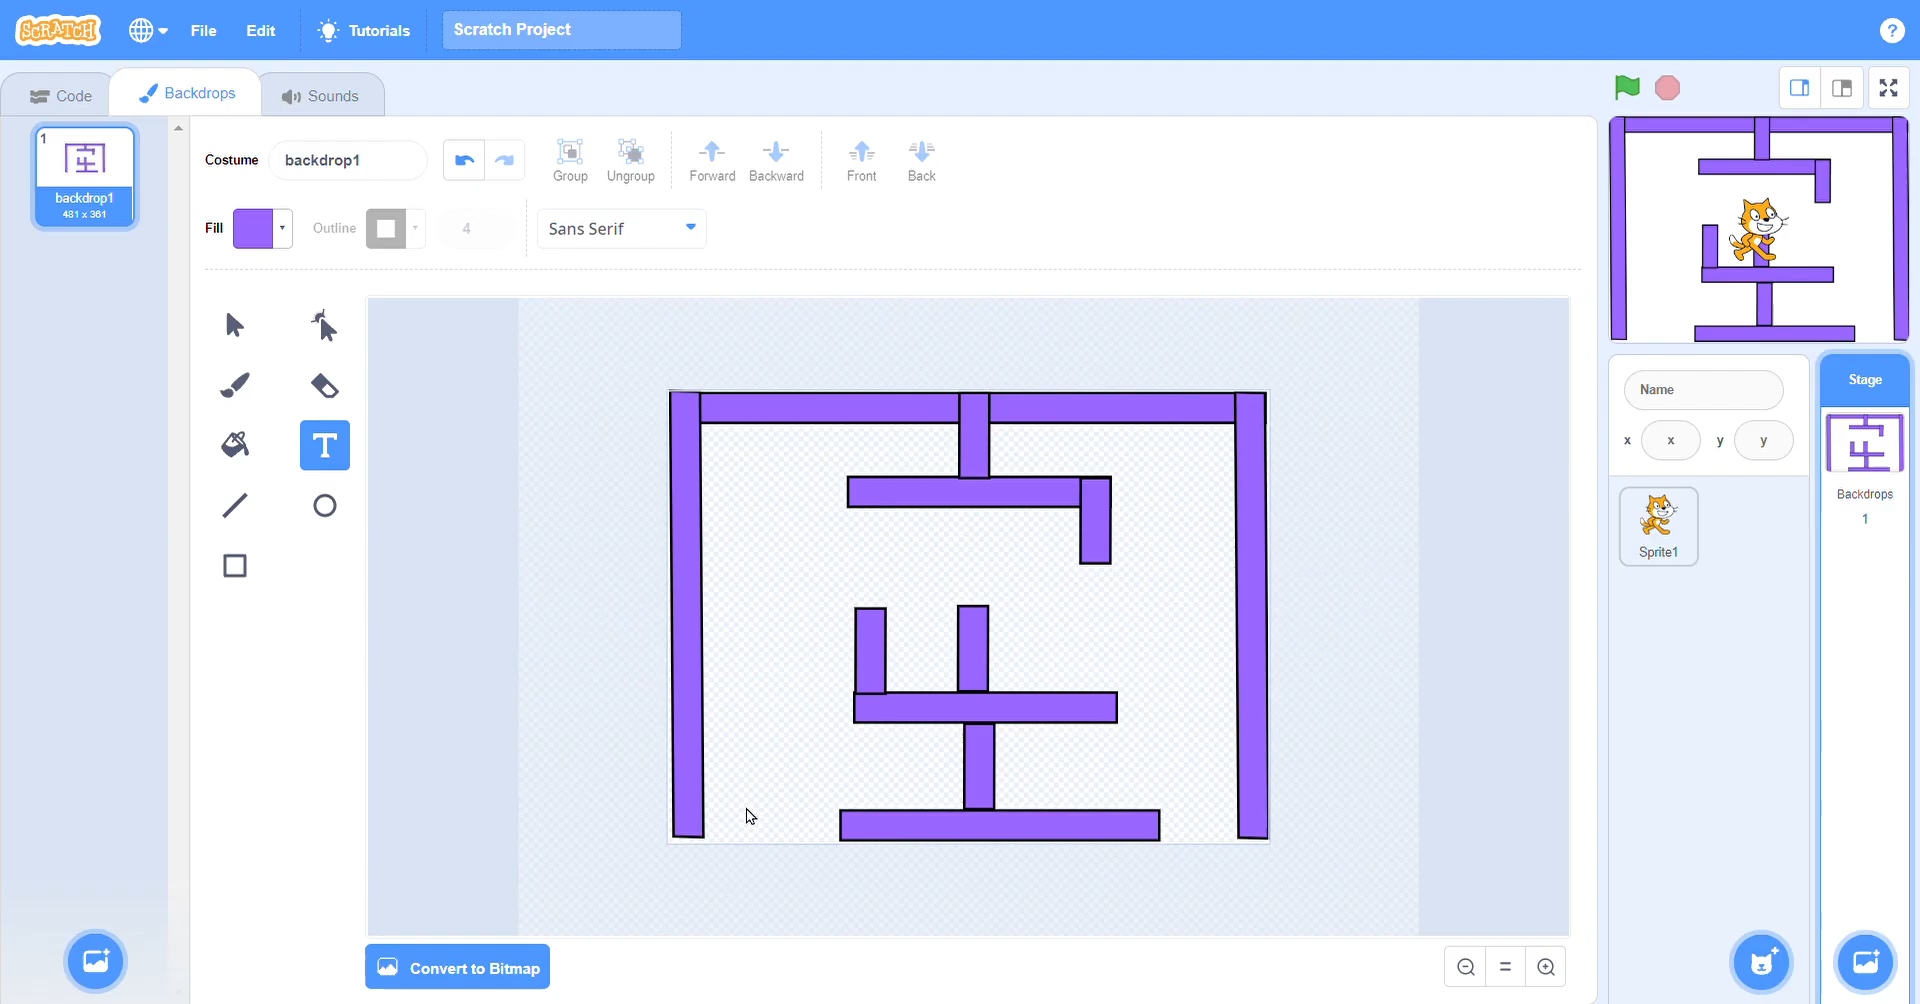 SCRATCH
File
Edit
Tutorials
Scratch Project
?
Code
Backdrops
Sounds
1
backdrop1
481 x 361
Costume
backdrop1
Group
Ungroup
Forward
Backward
Front
Back
Fill
Outline
4
Sans Serif
T
Convert to Bitmap
=
Name
x
x
y
y
Sprite1
Stage
Backdrops
1